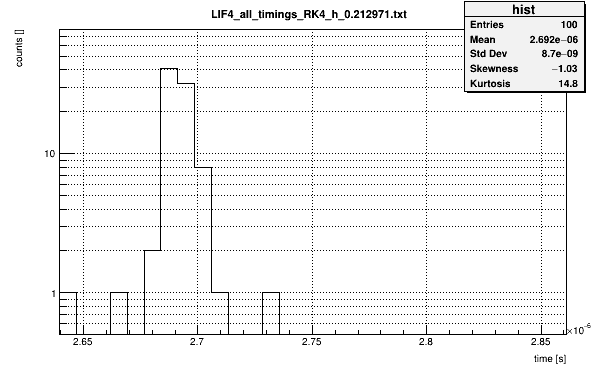 LIF4_all_timings_RK4_h_0.212971.txt
hist
Entries 100
Mean 2.692e−06
Std Dev 8.7e−09
Skewness −1.03
Kurtosis 14.8
counts []
10
1
2.65 2.7 2.75 2.8 2.85
×10⁻⁶
time [s]